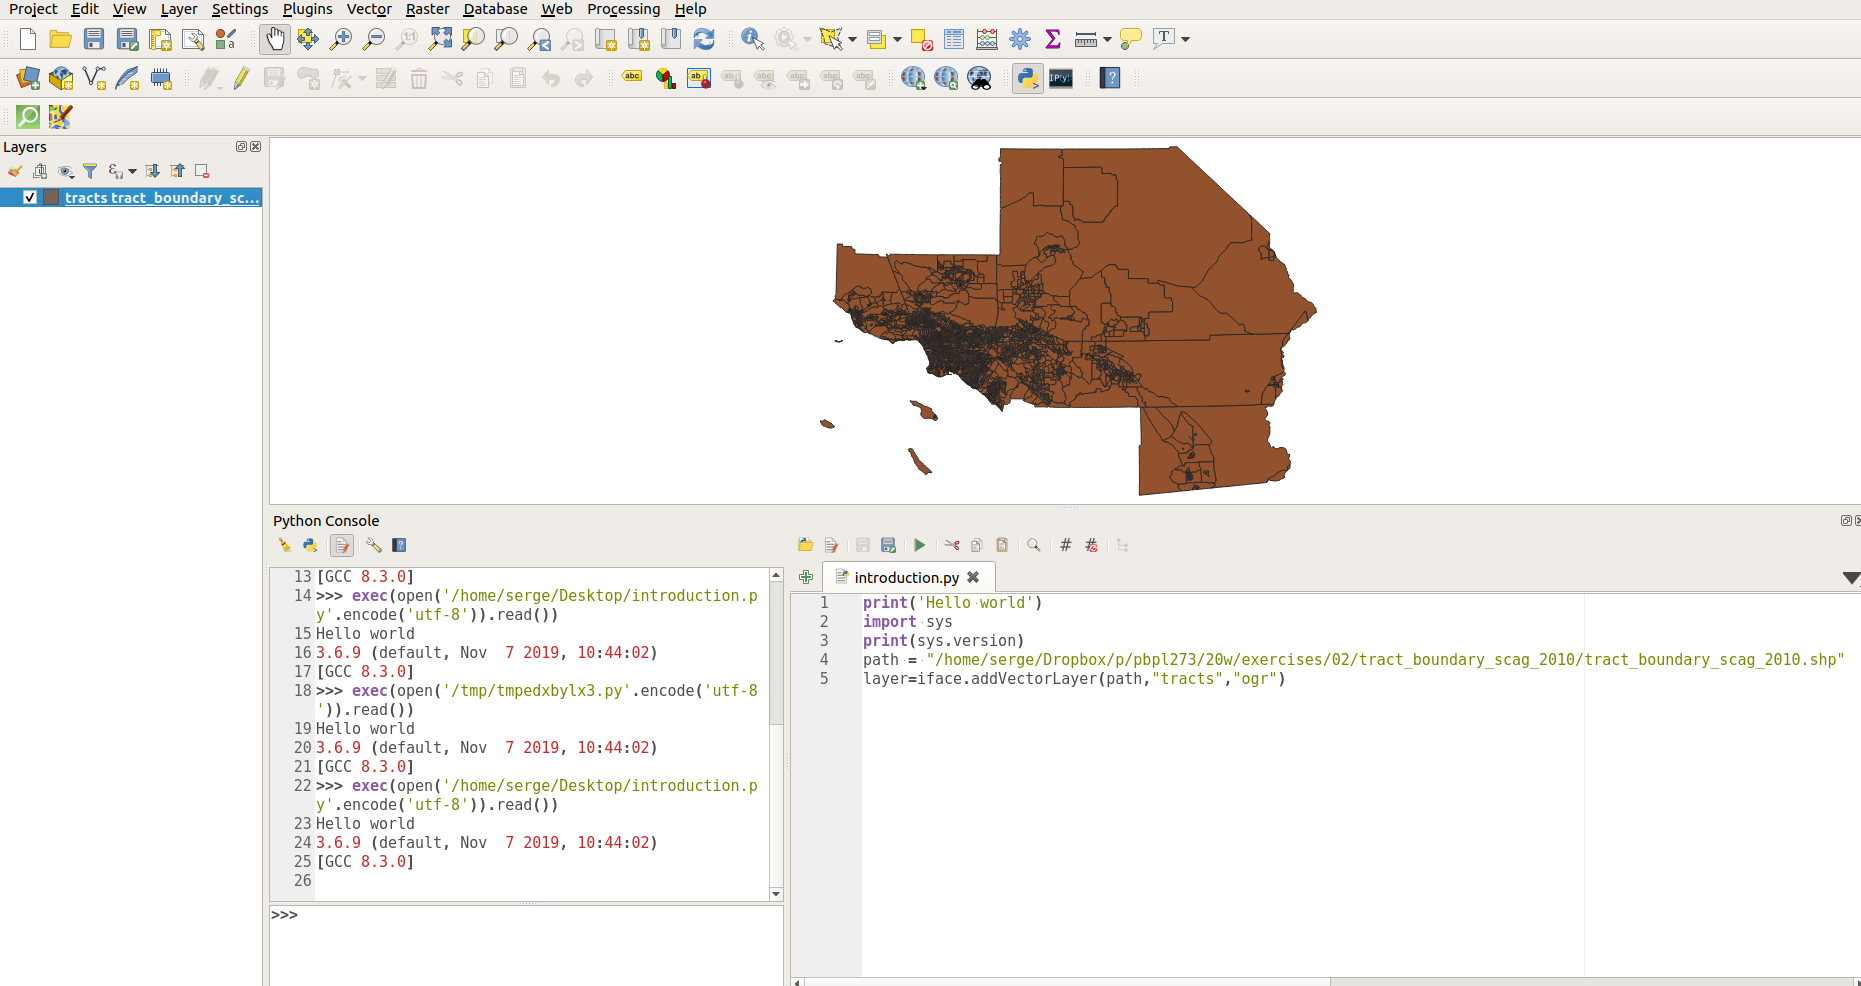 Project Edit View Layer Settings Plugins Vector Raster Database Web Processing Help
Layers
tracts tract_boundary_sc...
Python Console
13 [GCC 8.3.0]
14 >>> exec(open('/home/serge/Desktop/introduction.p
y'.encode('utf-8')).read())
15 Hello world
16 3.6.9 (default, Nov  7 2019, 10:44:02)
17 [GCC 8.3.0]
18 >>> exec(open('/tmp/tmpedxbylx3.py'.encode('utf-8
')).read())
19 Hello world
20 3.6.9 (default, Nov  7 2019, 10:44:02)
21 [GCC 8.3.0]
22 >>> exec(open('/home/serge/Desktop/introduction.p
y'.encode('utf-8')).read())
23 Hello world
24 3.6.9 (default, Nov  7 2019, 10:44:02)
25 [GCC 8.3.0]
26
>>>
introduction.py
1 print('Hello world')
2 import sys
3 print(sys.version)
4 path = "/home/serge/Dropbox/p/pbpl273/20w/exercises/02/tract_boundary_scag_2010/tract_boundary_scag_2010.shp"
5 layer=iface.addVectorLayer(path,"tracts","ogr")